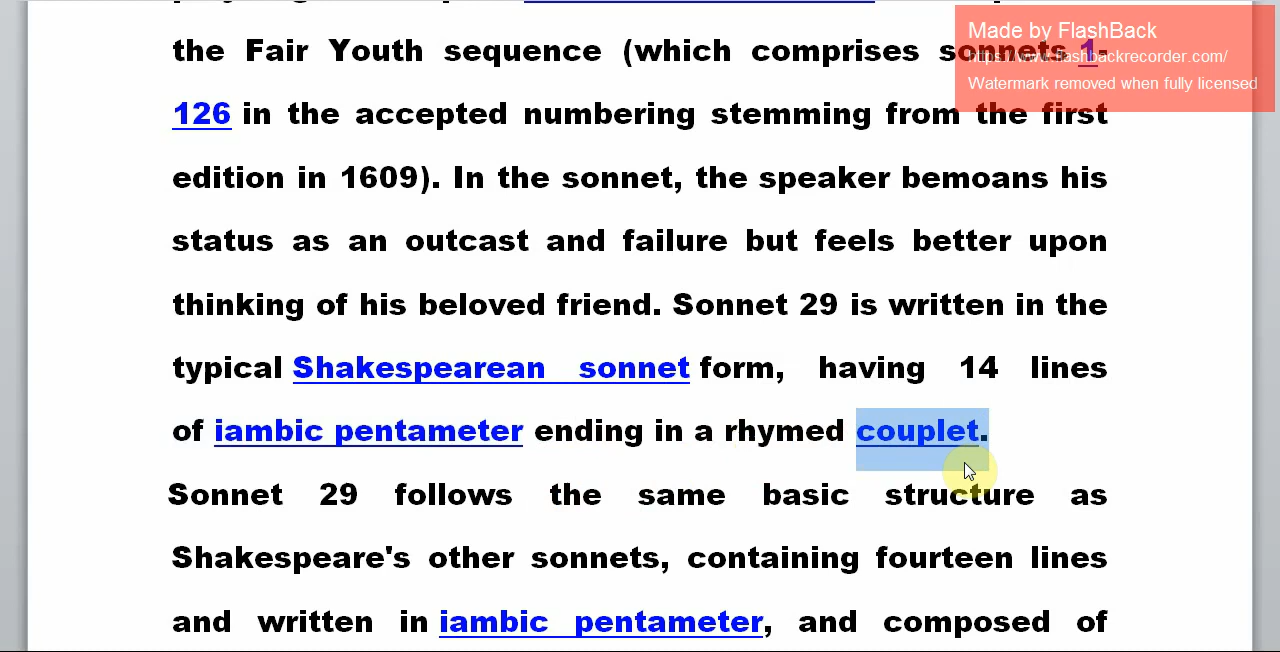 the Fair Youth sequence (which comprises sonnets 1-
126 in the accepted numbering stemming from the first
edition in 1609). In the sonnet, the speaker bemoans his
status as an outcast and failure but feels better upon
thinking of his beloved friend. Sonnet 29 is written in the
typical Shakespearean sonnet form, having 14 lines
of iambic pentameter ending in a rhymed couplet.
Sonnet 29 follows the same basic structure as
Shakespeare's other sonnets, containing fourteen lines
and written in iambic pentameter, and composed of
Made by FlashBack
https://www.flashbackrecorder.com/
Watermark removed when fully licensed